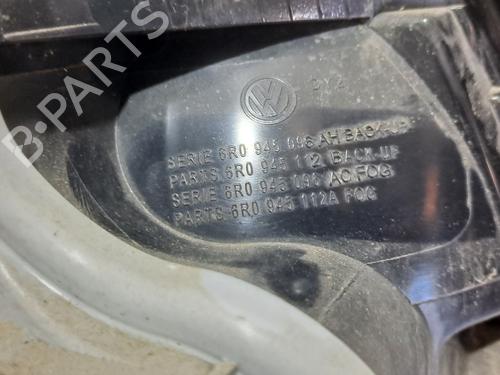 SERIE 6R0 945 096 AH BACK-UP
PARTS 6R0 945 112 BACK-UP
SERIE 6R0 945 096 AC FOG
PARTS 6R0 945 112A FOG